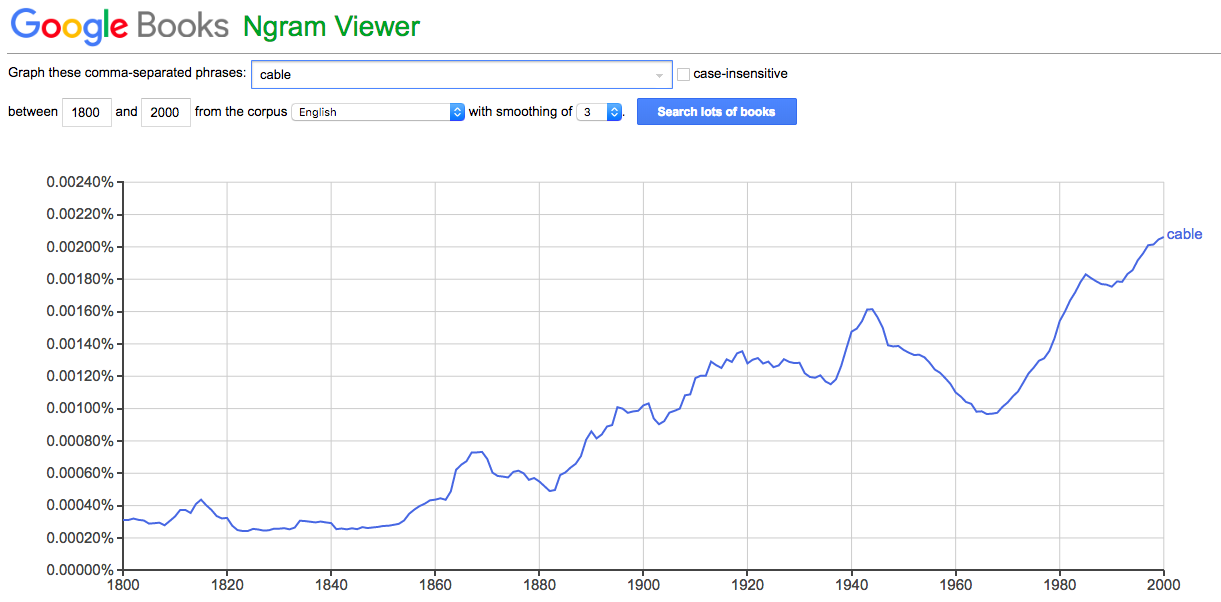 Google Books Ngram Viewer
Graph these comma-separated phrases: cable case-insensitive
between 1800 and 2000 from the corpus English with smoothing of 3 . Search lots of books
0.00240%
0.00220%
0.00200%
0.00180%
0.00160%
0.00140%
0.00120%
0.00100%
0.00080%
0.00060%
0.00040%
0.00020%
0.00000%
cable
1800 1820 1840 1860 1880 1900 1920 1940 1960 1980 2000